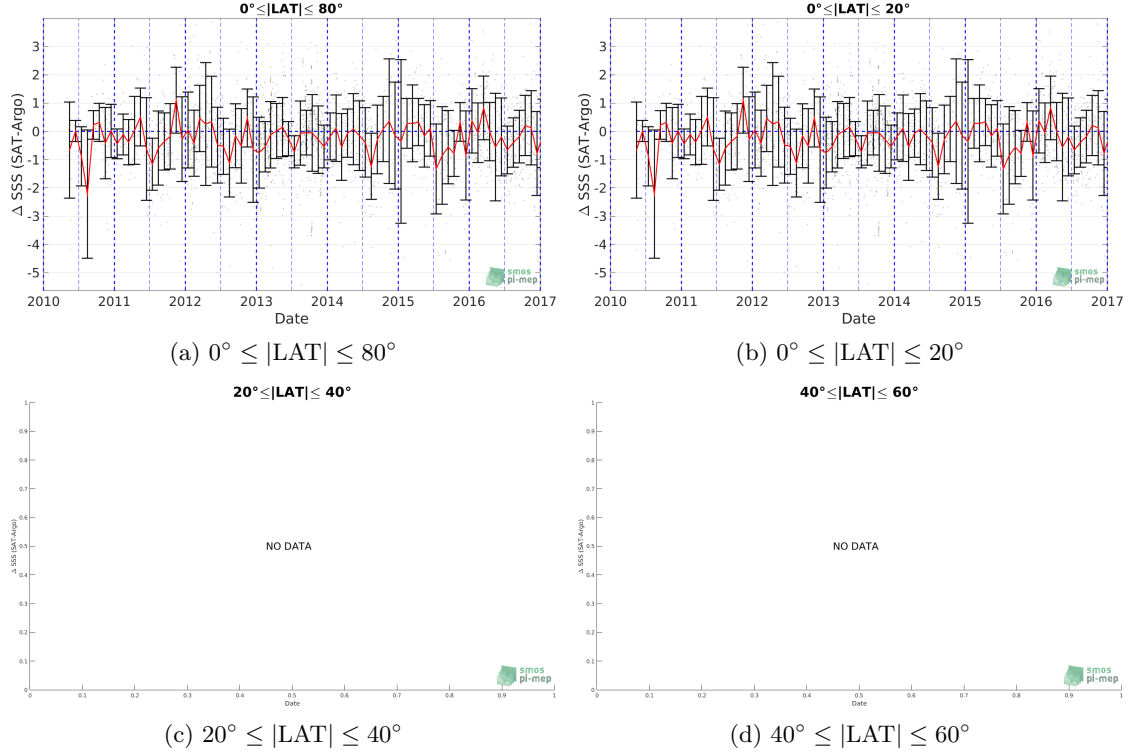 0°≤|LAT|≤ 80°
Δ SSS (SAT-Argo)
3
2
1
0
-1
-2
-3
-4
-5
2010 2011 2012 2013 2014 2015 2016 2017
Date
smos
pi-mep
(a) 0° ≤ |LAT| ≤ 80°
0°≤|LAT|≤ 20°
Δ SSS (SAT-Argo)
3
2
1
0
-1
-2
-3
-4
-5
2010 2011 2012 2013 2014 2015 2016 2017
Date
smos
pi-mep
(b) 0° ≤ |LAT| ≤ 20°
20°≤|LAT|≤ 40°
Δ SSS (SAT-Argo)
1
0.9
0.8
0.7
0.6
0.5
0.4
0.3
0.2
0.1
0
NO DATA
0 0.1 0.2 0.3 0.4 0.5 0.6 0.7 0.8 0.9 1
Date
smos
pi-mep
(c) 20° ≤ |LAT| ≤ 40°
40°≤|LAT|≤ 60°
Δ SSS (SAT-Argo)
1
0.9
0.8
0.7
0.6
0.5
0.4
0.3
0.2
0.1
0
NO DATA
0 0.1 0.2 0.3 0.4 0.5 0.6 0.7 0.8 0.9 1
Date
smos
pi-mep
(d) 40° ≤ |LAT| ≤ 60°